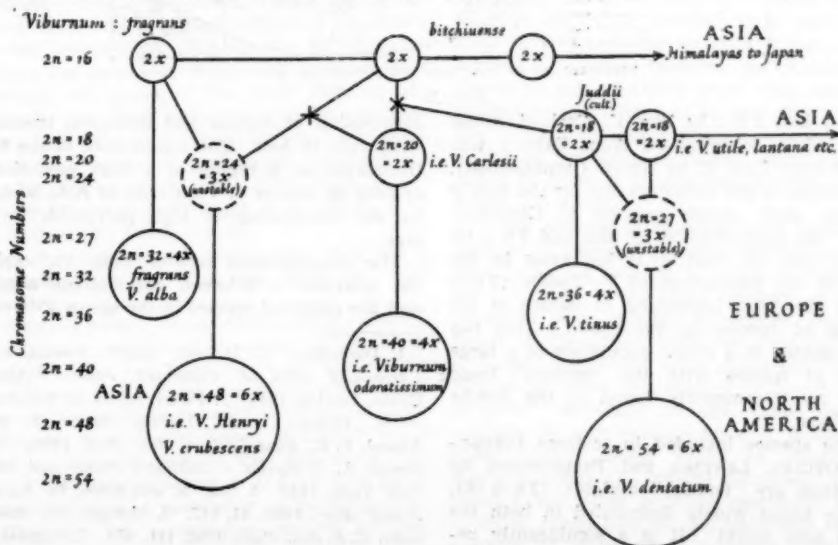 Viburnum : fragrans
bitchiuense
ASIA
Himalayas to Japan
2n=16
2x
2x
2x
Juddii
(cult.)
ASIA
i.e V. utile, lantana etc.
2n=18
=2x
2n=18
=2x
2n=18
2n=20
2n=24
2n=24
=3x
(unstable)
2n=20
=2x
i.e V. Carlesii
2n=27
=3x
(unstable)
Chromosome Numbers
2n=27
2n=32
2n=36
2n=40
2n=48
2n=54
2n=32=4x
fragrans
V. alba
2n=36=4x
i.e. V. tinus
EUROPE
&
NORTH
AMERICA
2n=40=4x
i.e. Viburnum
odoratissimum
ASIA
2n=48=6x
i.e. V. Henryi
V. crubescens
2n = 54 = 6x
i.e. V. dentatum